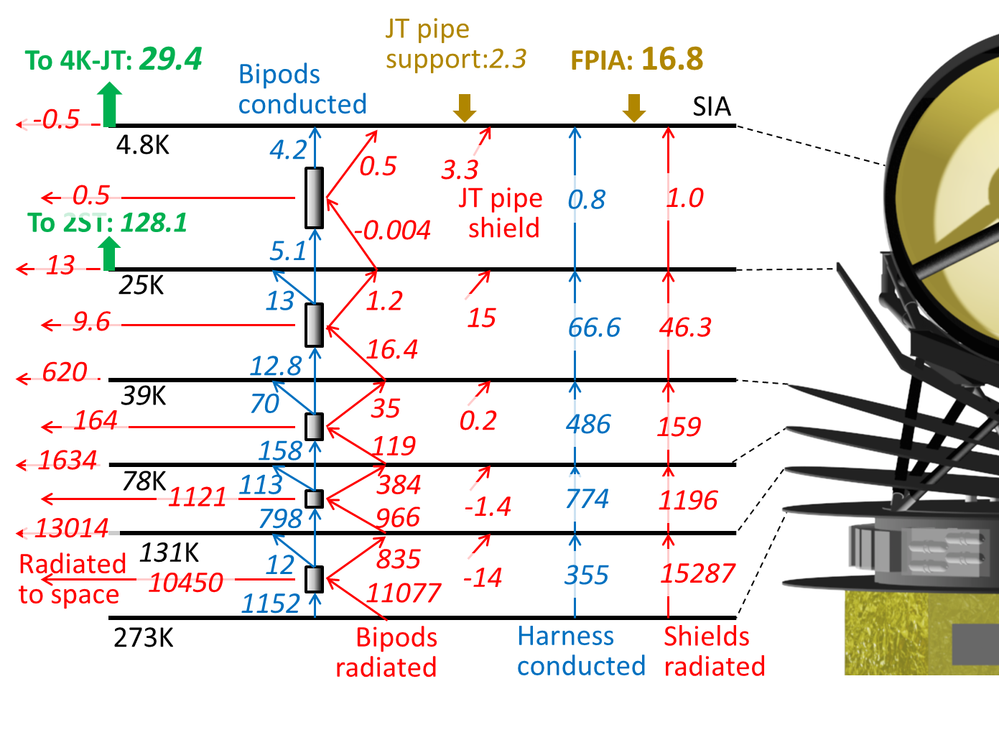 JT pipe
support:2.3
To 4K-JT: 29.4
FPIA: 16.8
Bipods
conducted
SIA
-0.5
4.8K
4.2
0.5
3.3
0.5
JT pipe
shield
0.8
1.0
To 2ST: 128.1
-0.004
5.1
13
25K
13
1.2
15
9.6
66.6
46.3
16.4
12.8
620
39K
70
35
164
0.2
486
159
158
119
1634
78K
113
384
1121
-1.4
774
1196
798
966
13014
131K
12
835
Radiated
to space
10450
-14
355
15287
1152
11077
273K
Bipods
radiated
Harness
conducted
Shields
radiated